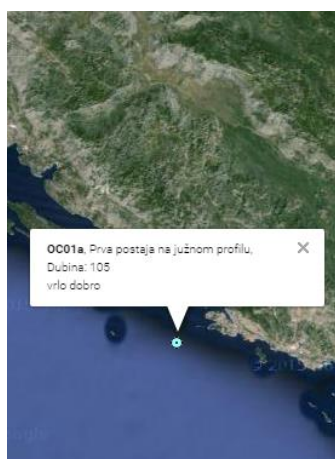 OC01a, Prva postaja na južnom profilu,
Dubina: 105
vrlo dobro